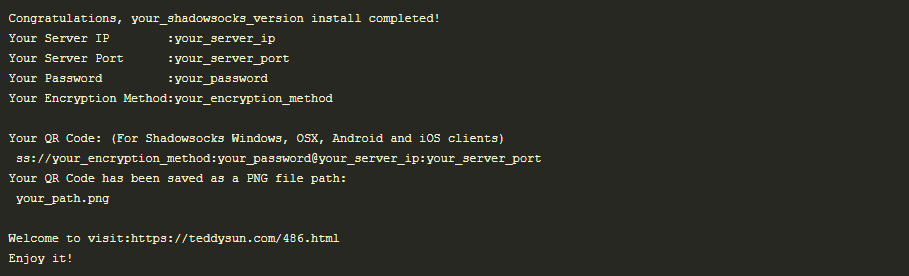 Congratulations, your_shadowsocks_version install completed!
Your Server IP        :your_server_ip
Your Server Port      :your_server_port
Your Password         :your_password
Your Encryption Method:your_encryption_method
Your QR Code: (For Shadowsocks Windows, OSX, Android and iOS clients)
ss://your_encryption_method:your_password@your_server_ip:your_server_port
Your QR Code has been saved as a PNG file path:
your_path.png
Welcome to visit:https://teddysun.com/486.html
Enjoy it!